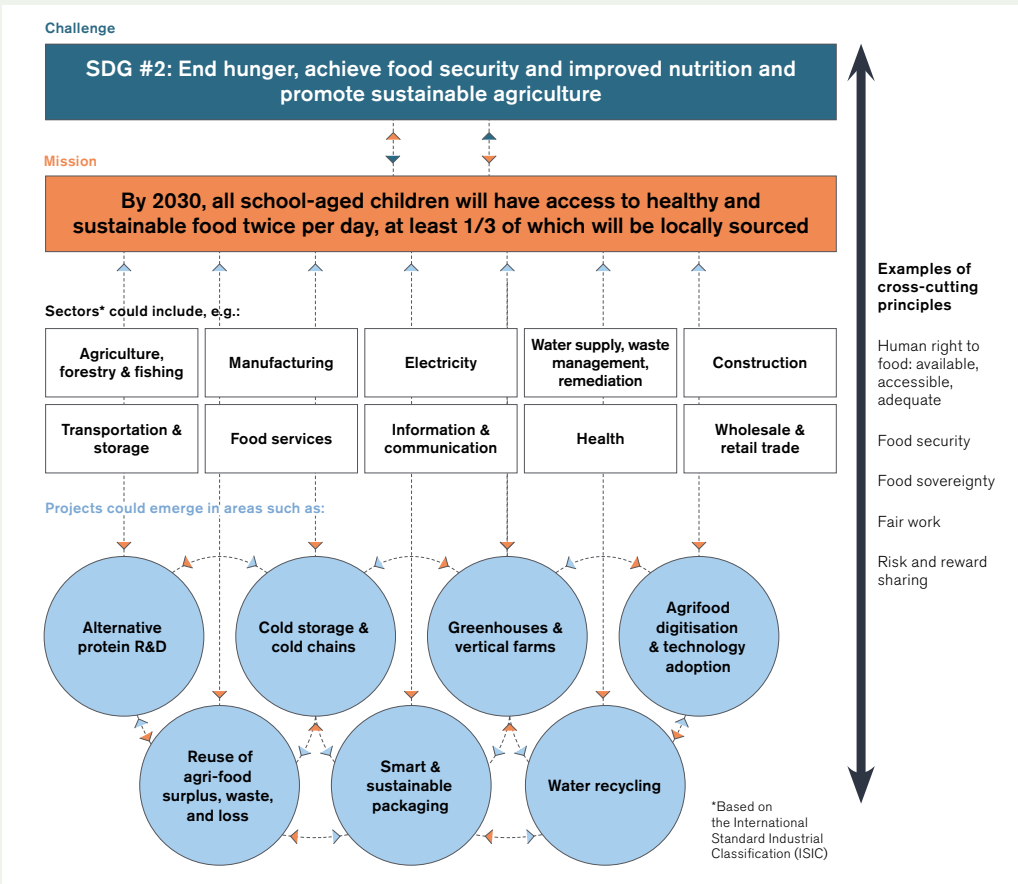 Challenge
SDG #2: End hunger, achieve food security and improved nutrition and
promote sustainable agriculture
Mission
By 2030, all school-aged children will have access to healthy and
sustainable food twice per day, at least 1/3 of which will be locally sourced
Sectors* could include, e.g.:
Agriculture,
forestry & fishing
Manufacturing
Electricity
Water supply, waste
management,
remediation
Construction
Transportation &
storage
Food services
Information &
communication
Health
Wholesale &
retail trade
Projects could emerge in areas such as:
Alternative
protein R&D
Cold storage &
cold chains
Greenhouses &
vertical farms
Agrifood
digitisation
& technology
adoption
Reuse of
agri-food
surplus, waste,
and loss
Smart &
sustainable
packaging
Water recycling
Examples of
cross-cutting
principles
Human right to
food: available,
accessible,
adequate
Food security
Food sovereignty
Fair work
Risk and reward
sharing
*Based on
the International
Standard Industrial
Classification (ISIC)